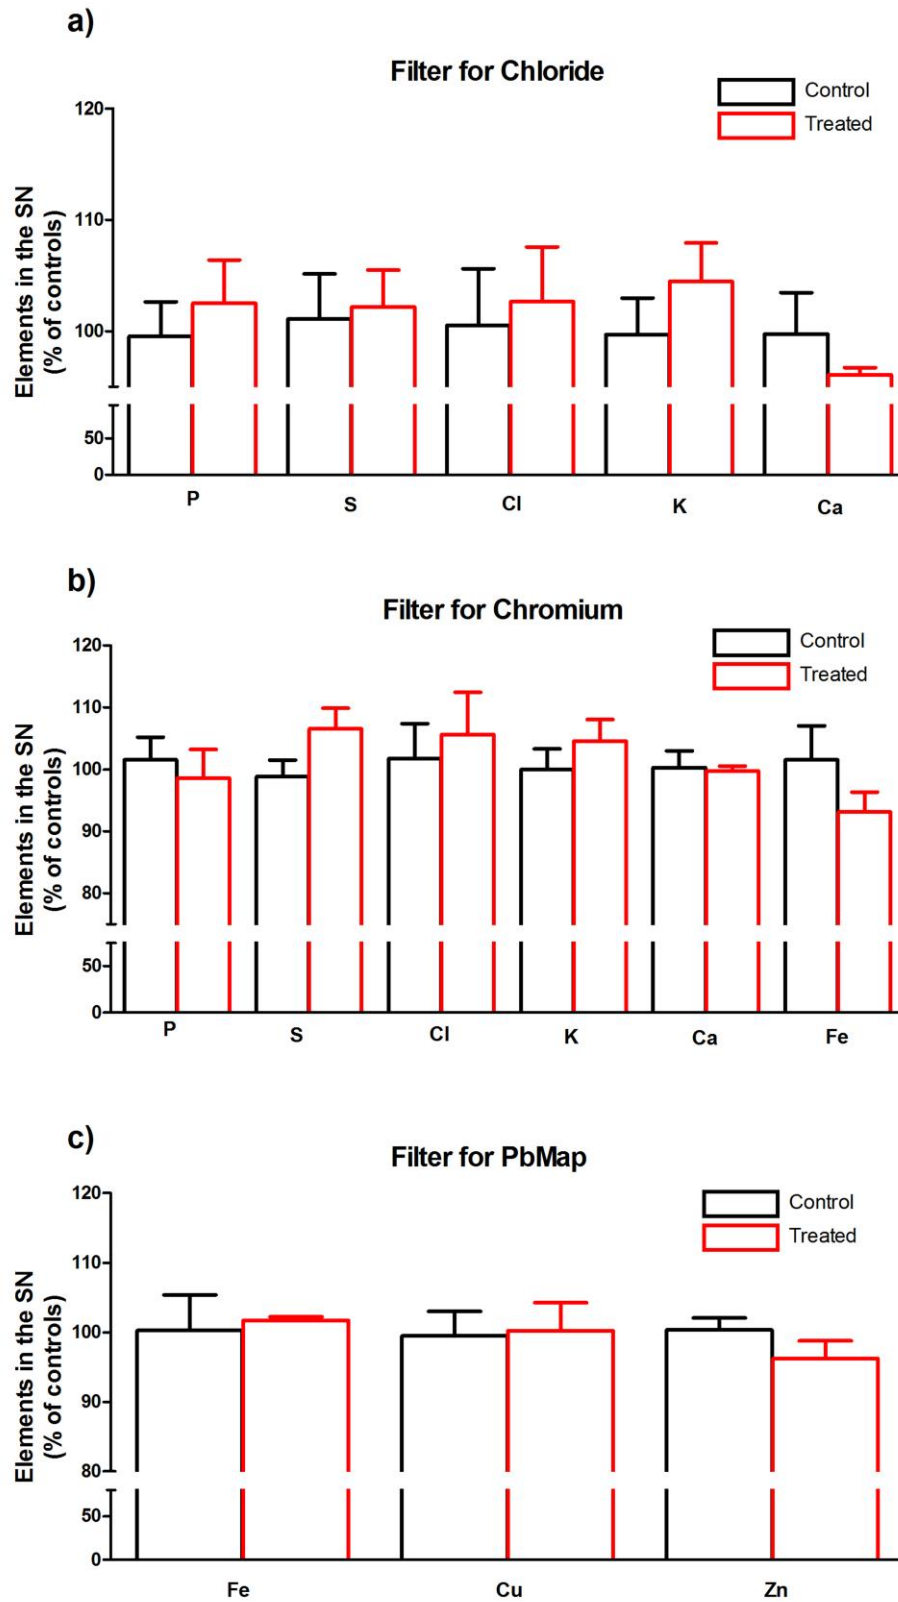 a)
Filter for Chloride
Control
Treated
Elements in the SN
(% of controls)
120
110
100
50
0
P S Cl K Ca
b)
Filter for Chromium
Control
Treated
Elements in the SN
(% of controls)
120
110
100
90
80
50
0
P S Cl K Ca Fe
c)
Filter for PbMap
Control
Treated
Elements in the SN
(% of controls)
120
110
100
90
80
50
0
Fe Cu Zn